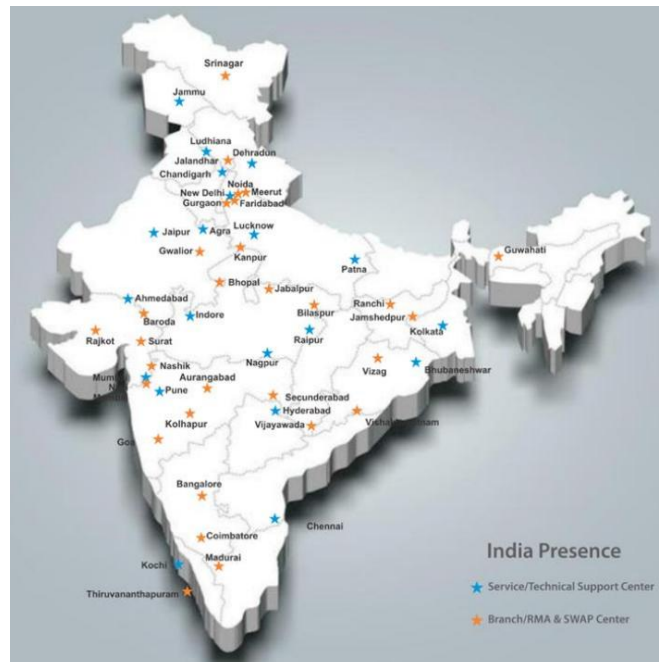 Srinagar
Jammu
Ludhiana
Jalandhar
Dehradun
Chandigarh
Noida
New Delhi
Meerut
Gurgaon
Faridabad
Jaipur
Agra
Lucknow
Gwalior
Kanpur
Patna
Guwahati
Bhopal
Jabalpur
Ahmedabad
Baroda
Indore
Bilaspur
Ranchi
Jamshedpur
Kolkata
Rajkot
Surat
Raipur
Nashik
Nagpur
Vizag
Bhubaneshwar
Aurangabad
Pune
Secunderabad
Hyderabad
Kolhapur
Vijayawada
Bangalore
Chennai
Coimbatore
Kochi
Madurai
Thiruvananthapuram
India Presence
Service/Technical Support Center
Branch/RMA & SWAP Center